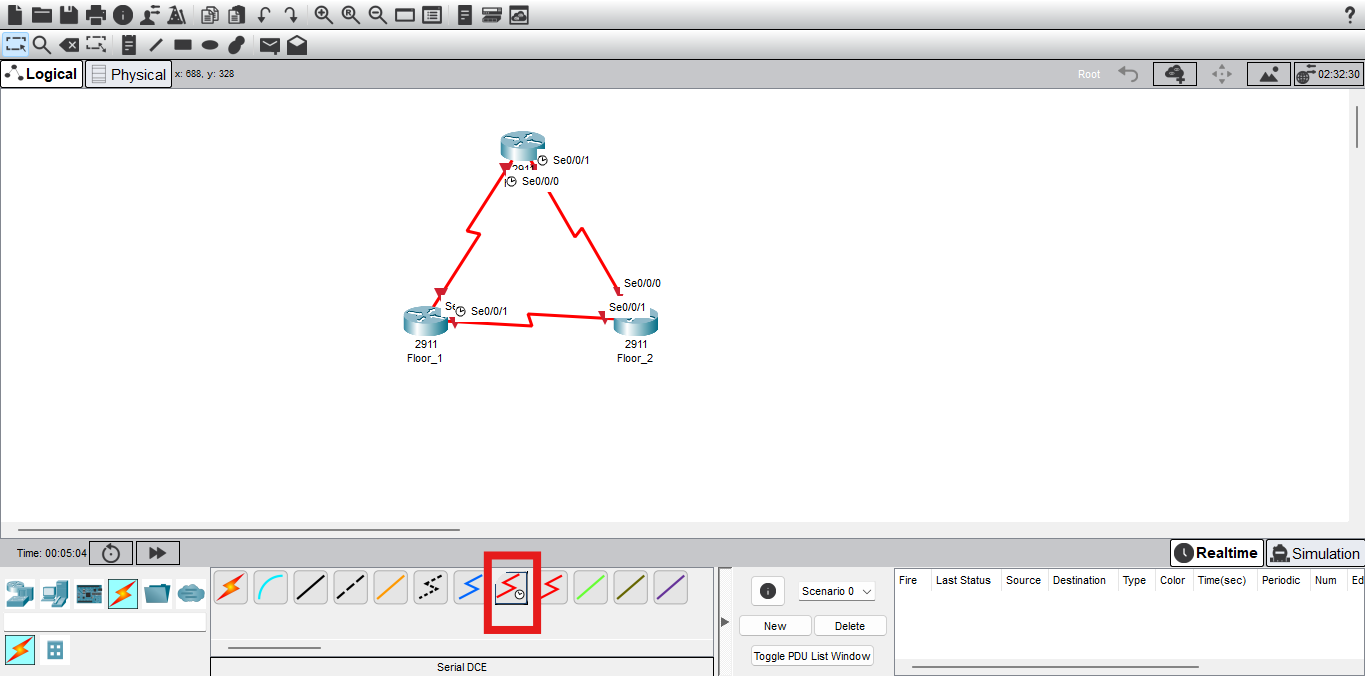 ?
Logical
Physical
x: 688, y: 328
Root
02:32:30
Se0/0/1
Se0/0/0
Se0/0/0
Se0/0/1
Se0/0/1
2911
Floor_1
2911
Floor_2
Time: 00:05:04
Realtime
Simulation
Scenario 0
New
Delete
Toggle PDU List Window
Fire Last Status Source Destination Type Color Time(sec) Periodic Num
Serial DCE